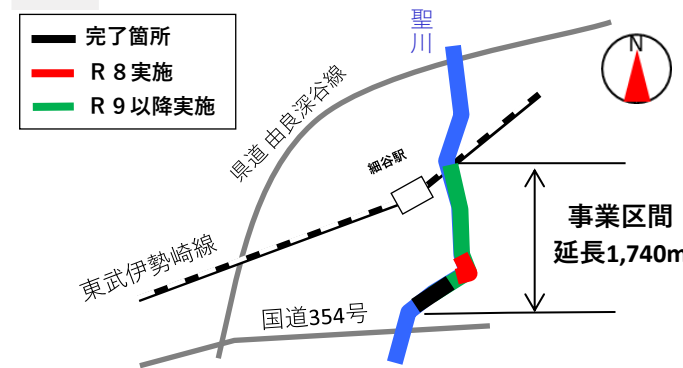 完了箇所
R8実施
R9以降実施
聖川
N
県道 由良深谷線
細谷駅
東武伊勢崎線
事業区間
延長1,740m
国道354号